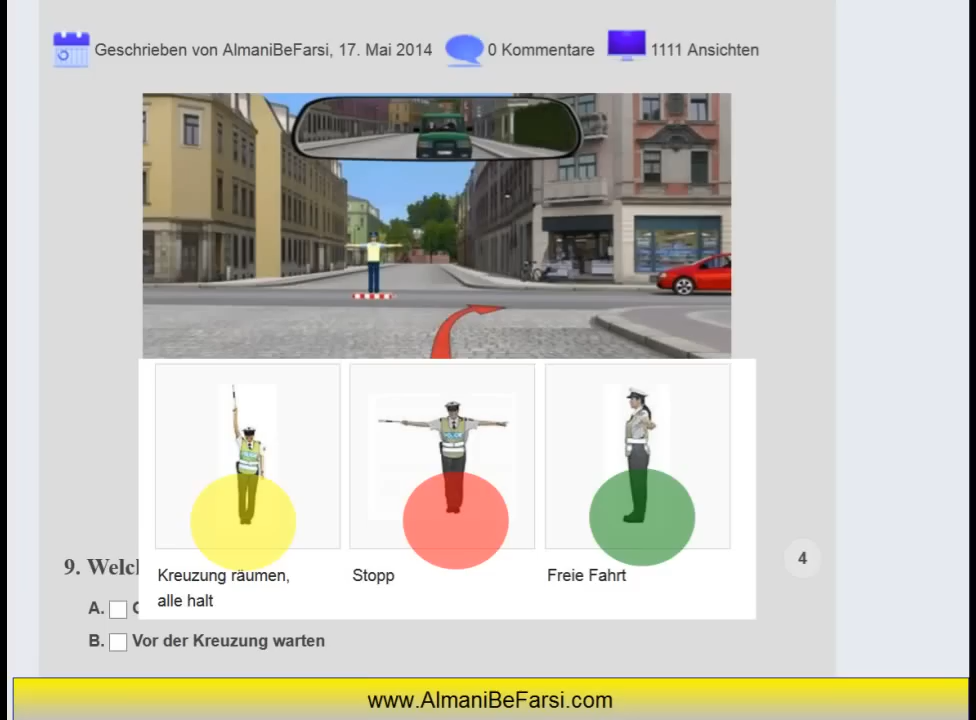 Geschrieben von AlmaniBeFarsi, 17. Mai 2014 0 Kommentare 1111 Ansichten
POLICIE
Kreuzung räumen,
alle halt
Stopp
Freie Fahrt
4
9.
A.
B. Vor der Kreuzung warten
www.AlmaniBeFarsi.com